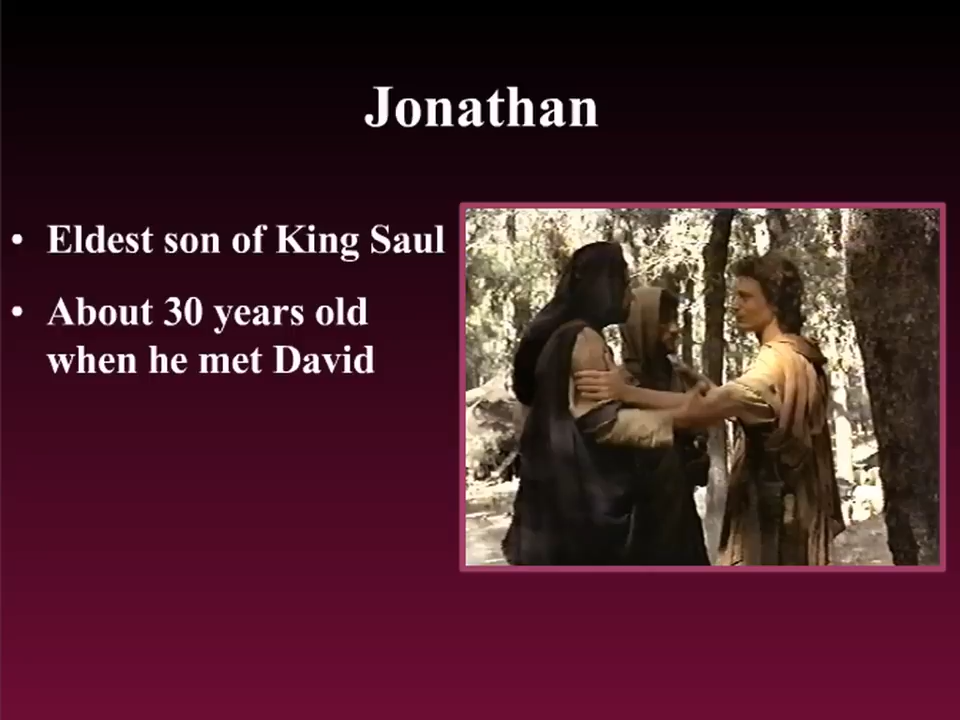 Jonathan
• Eldest son of King Saul
• About 30 years old
when he met David